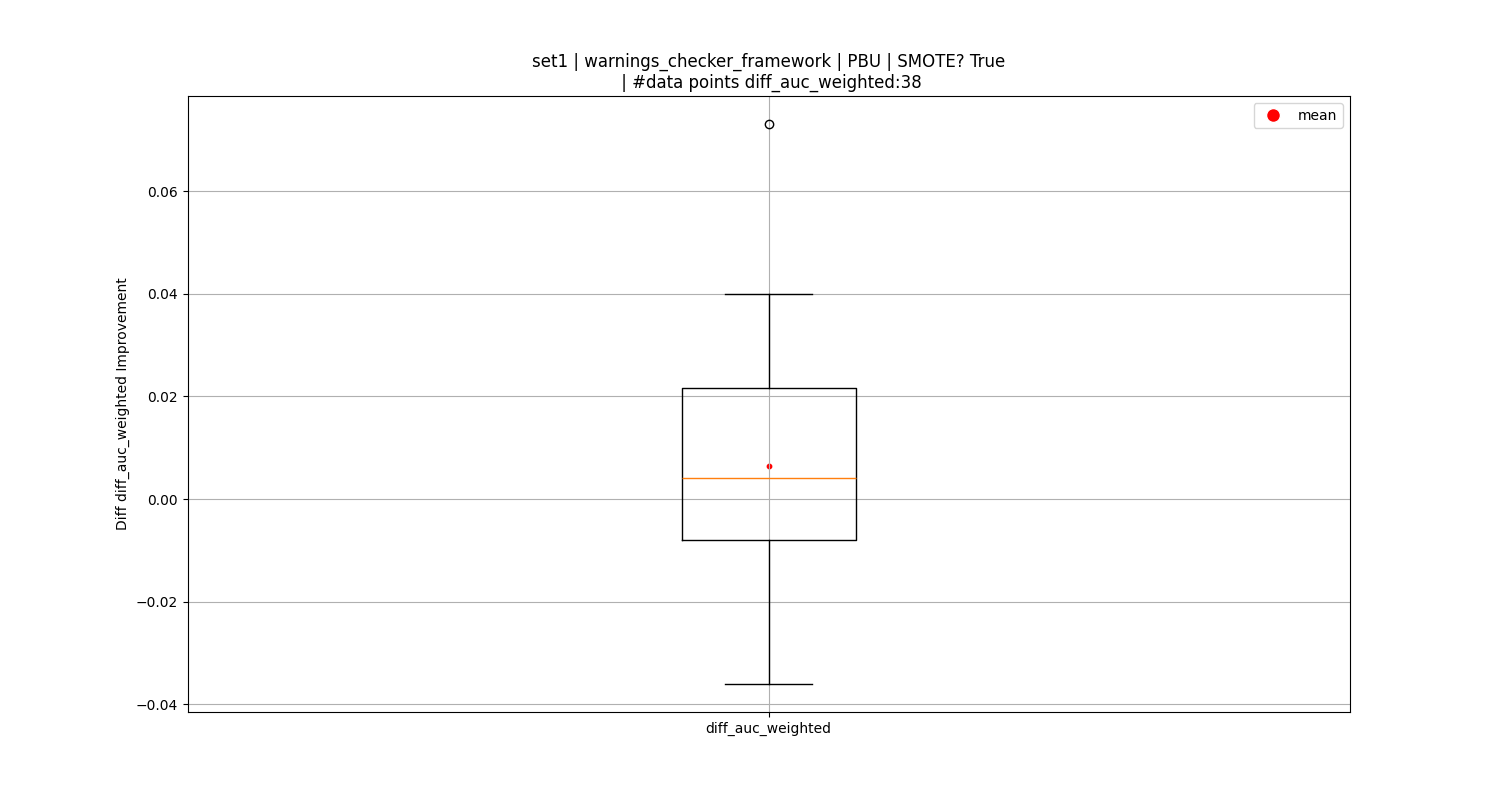 set1 | warnings_checker_framework | PBU | SMOTE? True
| #data points diff_auc_weighted:38
mean
0.06
0.04
0.02
0.00
−0.02
−0.04
Diff diff_auc_weighted Improvement
diff_auc_weighted